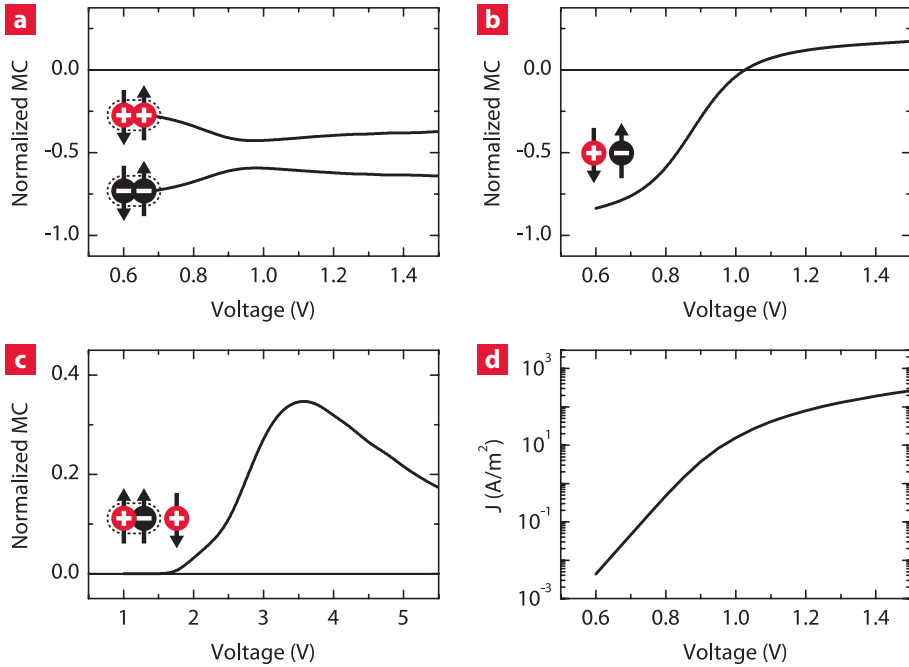 a
Normalized MC
0.0
-0.5
-1.0
+ +
− −
0.6 0.8 1.0 1.2 1.4
Voltage (V)
b
Normalized MC
0.0
-0.5
-1.0
+ −
0.6 0.8 1.0 1.2 1.4
Voltage (V)
c
Normalized MC
0.4
0.2
0.0
+ − +
1 2 3 4 5
Voltage (V)
d
J (A/m²)
10³
10¹
10⁻¹
10⁻³
0.6 0.8 1.0 1.2 1.4
Voltage (V)